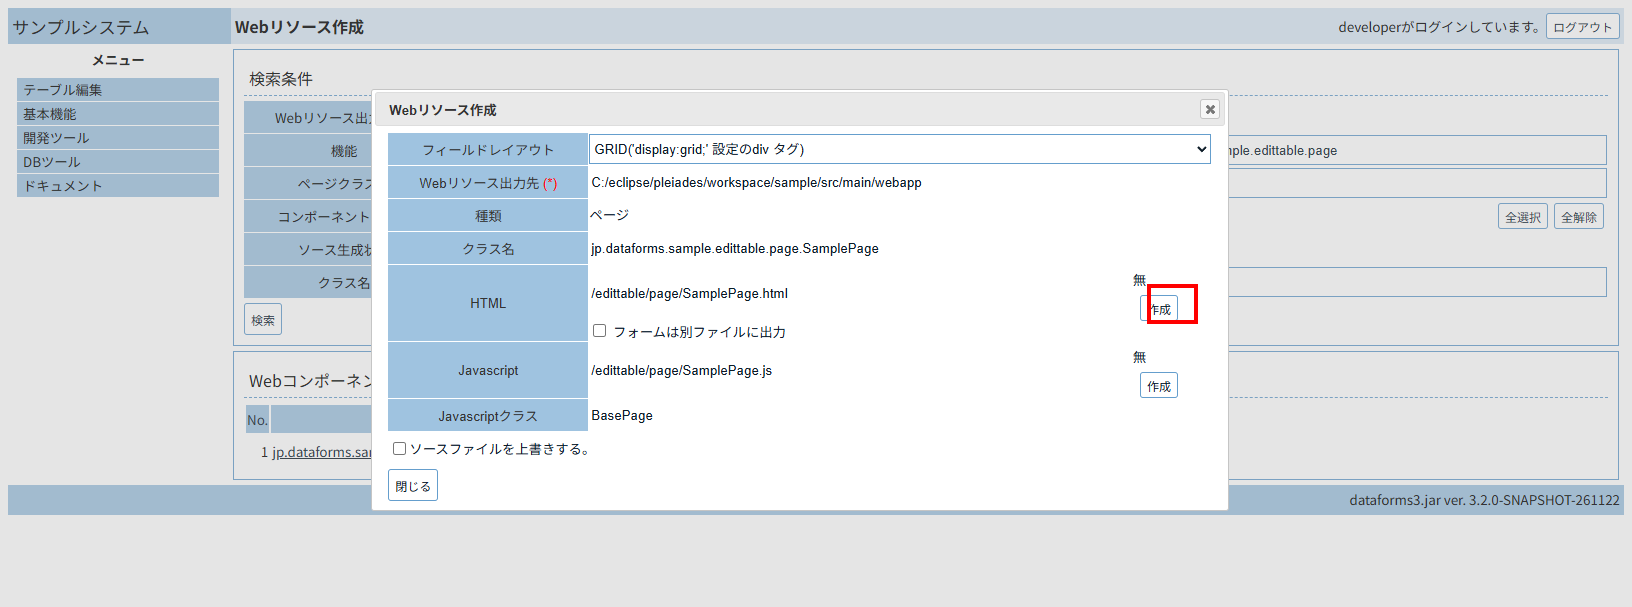 サンプルシステム
Webリソース作成
developerがログインしています。 ログアウト
メニュー
テーブル編集
基本機能
開発ツール
DBツール
ドキュメント
検索条件
Webリソース出
機能
ple.edittable.page
ページクラ
コンポーネント
全選択 全解除
ソース生成
クラス名
検索
Webコンポーネン
No.
1 jp.dataforms.sa
Webリソース作成
フィールドレイアウト GRID('display:grid;' 設定のdiv タグ)
Webリソース出力先 (*) C:/eclipse/pleiades/workspace/sample/src/main/webapp
種類 ページ
クラス名 jp.dataforms.sample.edittable.page.SamplePage
HTML /edittable/page/SamplePage.html 無
作成
フォームは別ファイルに出力
Javascript /edittable/page/SamplePage.js 無
作成
Javascriptクラス BasePage
ソースファイルを上書きする。
閉じる
dataforms3.jar ver. 3.2.0-SNAPSHOT-261122